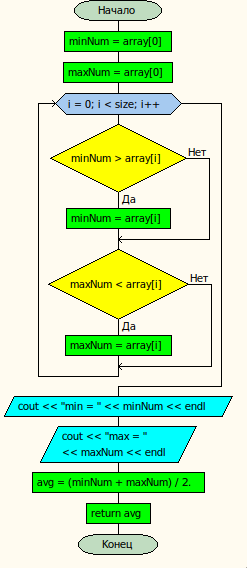 Начало
minNum = array[0]
maxNum = array[0]
i = 0; i < size; i++
minNum > array[i]
Нет
Да
minNum = array[i]
maxNum < array[i]
Нет
Да
maxNum = array[i]
cout << "min = " << minNum << endl
cout << "max = "
<< maxNum << endl
avg = (minNum + maxNum) / 2.
return avg
Конец